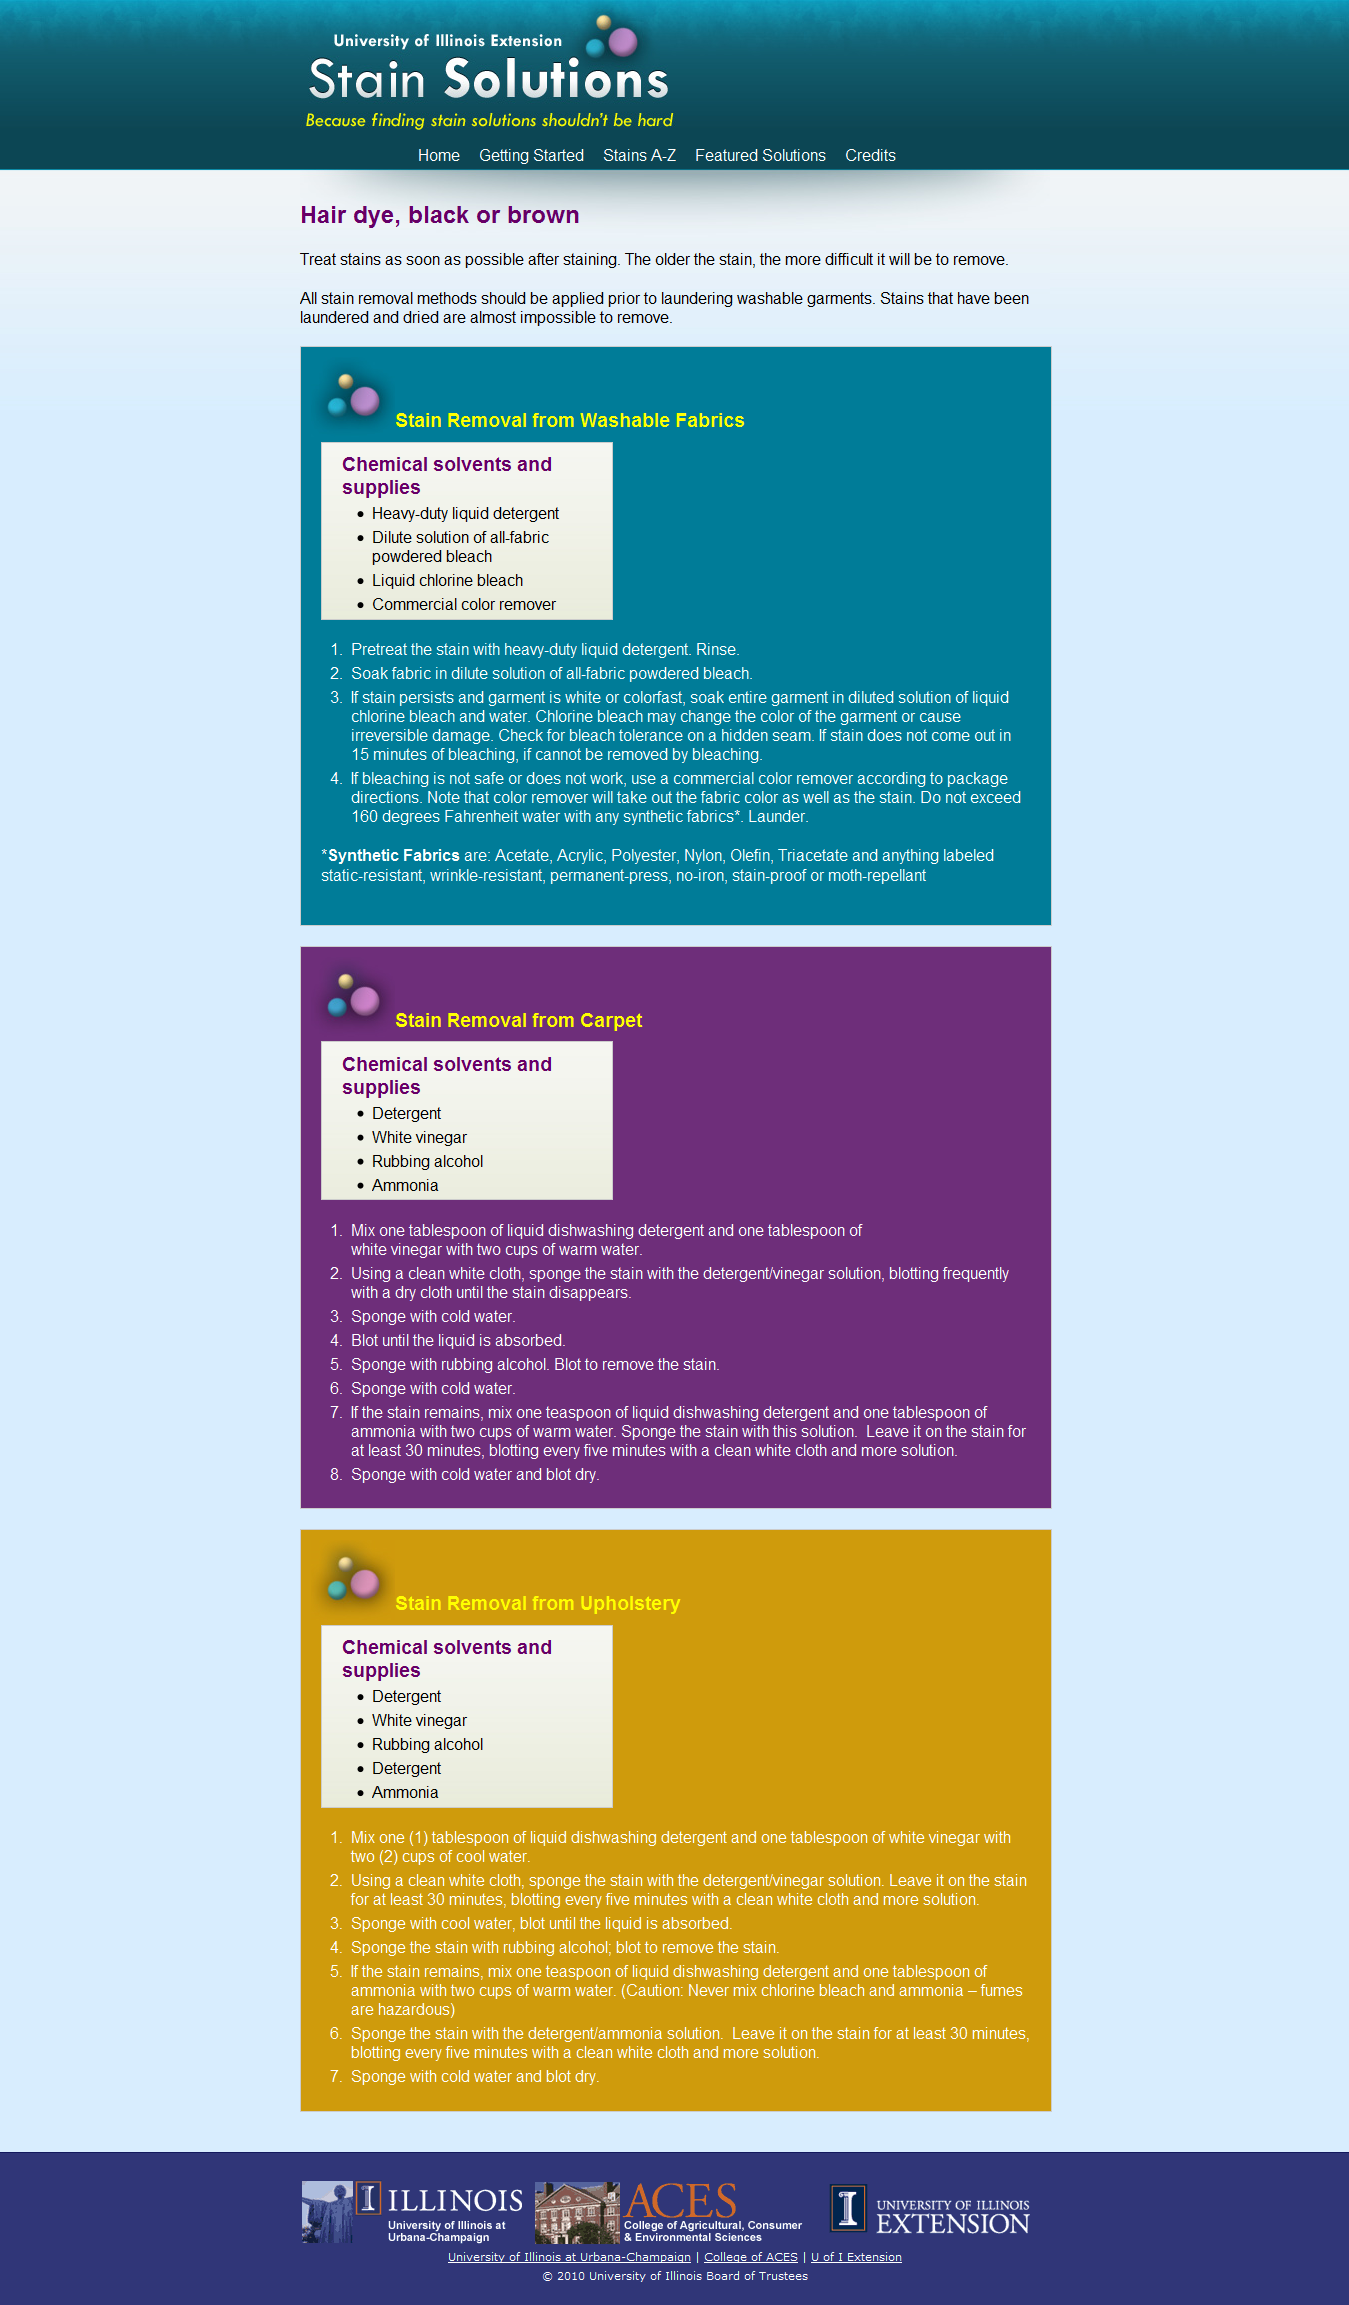 University of Illinois Extension
Stain Solutions
Because finding stain solutions shouldn't be hard
Home Getting Started Stains A-Z Featured Solutions Credits
Hair dye, black or brown
Treat stains as soon as possible after staining. The older the stain, the more difficult it will be to remove.
All stain removal methods should be applied prior to laundering washable garments. Stains that have been
laundered and dried are almost impossible to remove.
Stain Removal from Washable Fabrics
Chemical solvents and
supplies
• Heavy-duty liquid detergent
• Dilute solution of all-fabric
powdered bleach
• Liquid chlorine bleach
• Commercial color remover
1. Pretreat the stain with heavy-duty liquid detergent. Rinse.
2. Soak fabric in dilute solution of all-fabric powdered bleach.
3. If stain persists and garment is white or colorfast, soak entire garment in diluted solution of liquid
chlorine bleach and water. Chlorine bleach may change the color of the garment or cause
irreversible damage. Check for bleach tolerance on a hidden seam. If stain does not come out in
15 minutes of bleaching, if cannot be removed by bleaching.
4. If bleaching is not safe or does not work, use a commercial color remover according to package
directions. Note that color remover will take out the fabric color as well as the stain. Do not exceed
160 degrees Fahrenheit water with any synthetic fabrics*. Launder.
*Synthetic Fabrics are: Acetate, Acrylic, Polyester, Nylon, Olefin, Triacetate and anything labeled
static-resistant, wrinkle-resistant, permanent-press, no-iron, stain-proof or moth-repellant
Stain Removal from Carpet
Chemical solvents and
supplies
• Detergent
• White vinegar
• Rubbing alcohol
• Ammonia
1. Mix one tablespoon of liquid dishwashing detergent and one tablespoon of
white vinegar with two cups of warm water.
2. Using a clean white cloth, sponge the stain with the detergent/vinegar solution, blotting frequently
with a dry cloth until the stain disappears.
3. Sponge with cold water.
4. Blot until the liquid is absorbed.
5. Sponge with rubbing alcohol. Blot to remove the stain.
6. Sponge with cold water.
7. If the stain remains, mix one teaspoon of liquid dishwashing detergent and one tablespoon of
ammonia with two cups of warm water. Sponge the stain with this solution. Leave it on the stain for
at least 30 minutes, blotting every five minutes with a clean white cloth and more solution.
8. Sponge with cold water and blot dry.
Stain Removal from Upholstery
Chemical solvents and
supplies
• Detergent
• White vinegar
• Rubbing alcohol
• Detergent
• Ammonia
1. Mix one (1) tablespoon of liquid dishwashing detergent and one tablespoon of white vinegar with
two (2) cups of cool water.
2. Using a clean white cloth, sponge the stain with the detergent/vinegar solution. Leave it on the stain
for at least 30 minutes, blotting every five minutes with a clean white cloth and more solution.
3. Sponge with cool water, blot until the liquid is absorbed.
4. Sponge the stain with rubbing alcohol; blot to remove the stain.
5. If the stain remains, mix one teaspoon of liquid dishwashing detergent and one tablespoon of
ammonia with two cups of warm water. (Caution: Never mix chlorine bleach and ammonia – fumes
are hazardous)
6. Sponge the stain with the detergent/ammonia solution. Leave it on the stain for at least 30 minutes,
blotting every five minutes with a clean white cloth and more solution.
7. Sponge with cold water and blot dry.
I ILLINOIS
University of Illinois at
Urbana-Champaign
ACES
College of Agricultural, Consumer
& Environmental Sciences
I UNIVERSITY OF ILLINOIS
EXTENSION
University of Illinois at Urbana-Champaign | College of ACES | U of I Extension
© 2010 University of Illinois Board of Trustees